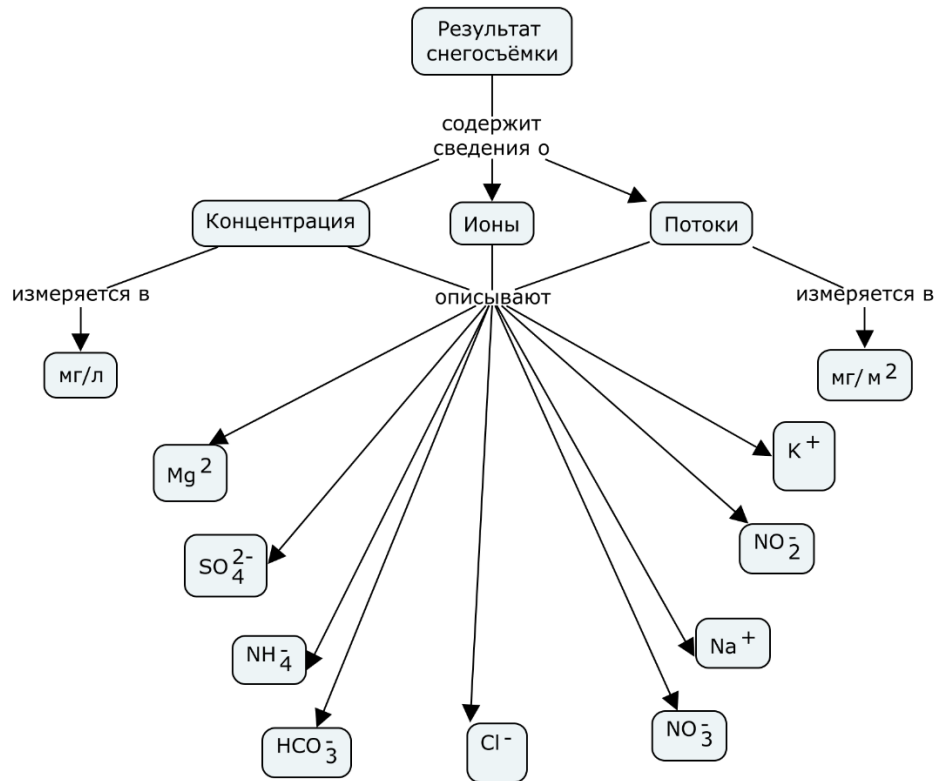 Результат
снегосъёмки
содержит
сведения о
Концентрация
Ионы
Потоки
измеряется в
описывают
измеряется в
мг/л
мг/м²
K⁺
Mg²
NO₂⁻
SO₄²⁻
Na⁺
NH₄⁻
NO₃⁻
HCO₃⁻
Cl⁻